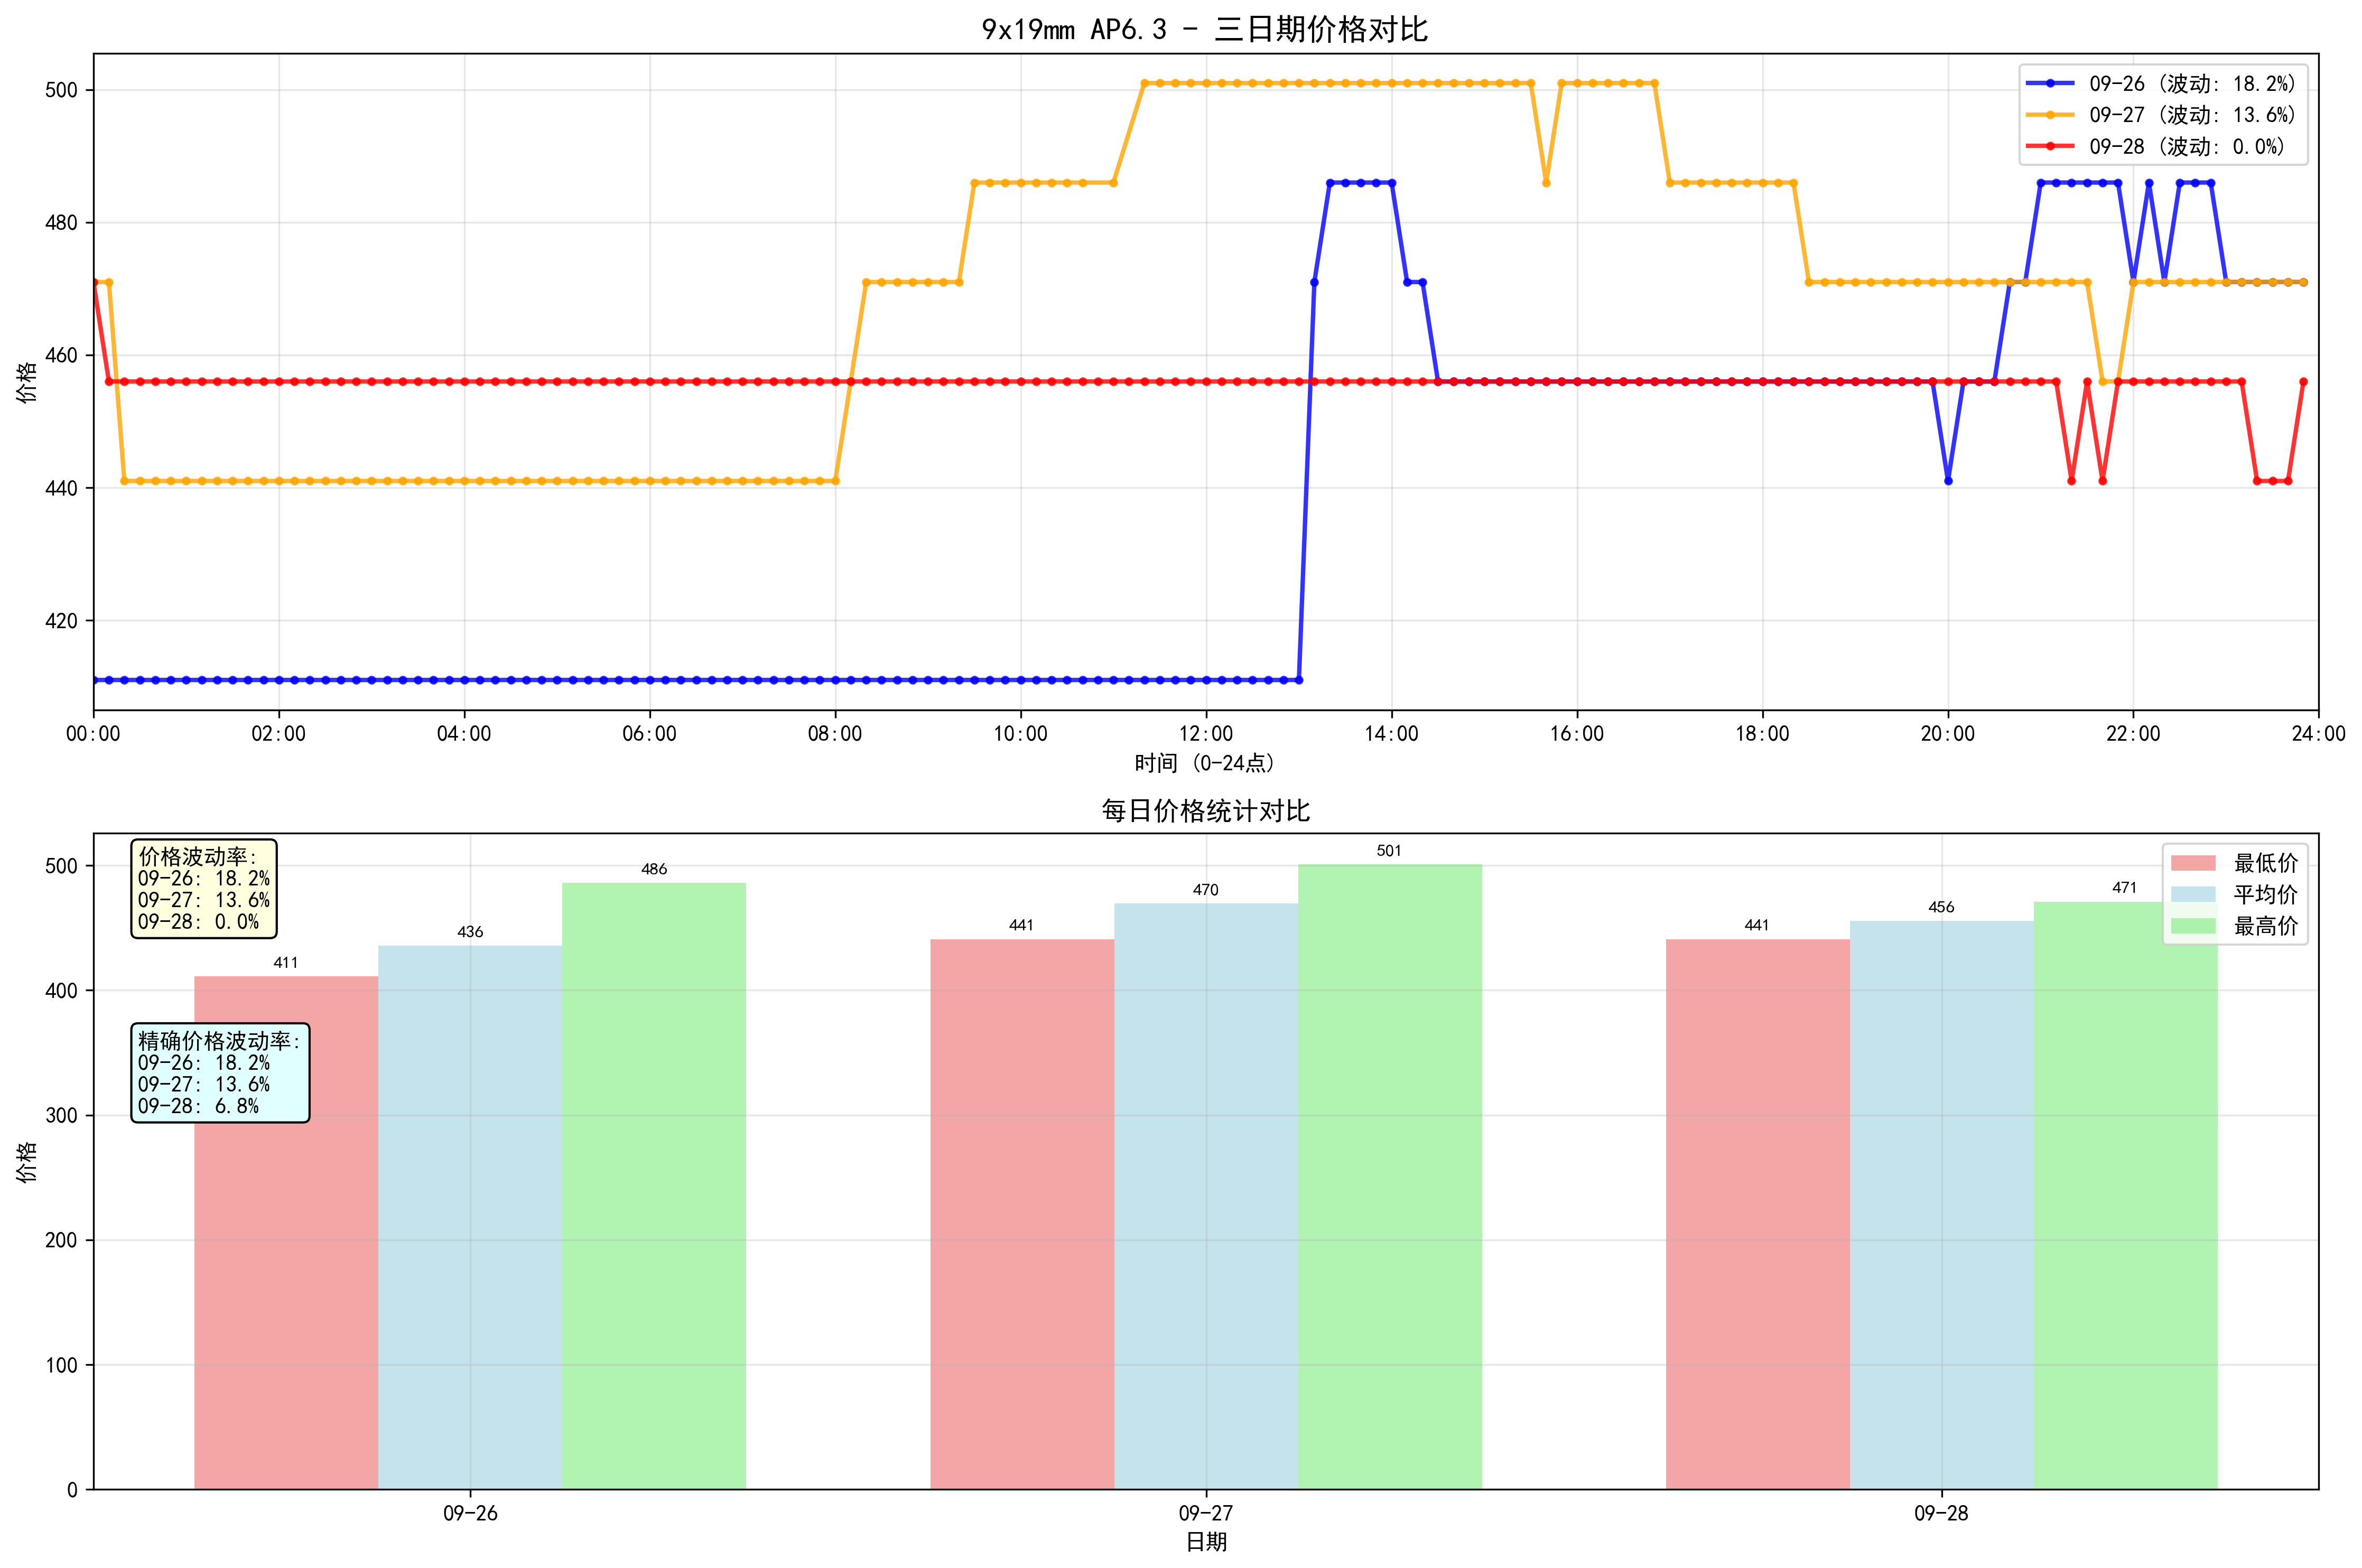 9x19mm AP6.3 - 三日期价格对比
09-26 (波动: 18.2%)
09-27 (波动: 13.6%)
09-28 (波动: 0.0%)
500
480
460
440
420
价格
00:00 02:00 04:00 06:00 08:00 10:00 12:00 14:00 16:00 18:00 20:00 22:00 24:00
时间 (0-24点)
每日价格统计对比
价格波动率:
09-26: 18.2%
09-27: 13.6%
09-28: 0.0%
精确价格波动率:
09-26: 18.2%
09-27: 13.6%
09-28: 6.8%
最低价
平均价
最高价
411 436 486 441 470 501 441 456 471
500
400
300
200
100
0
价格
09-26 09-27 09-28
日期